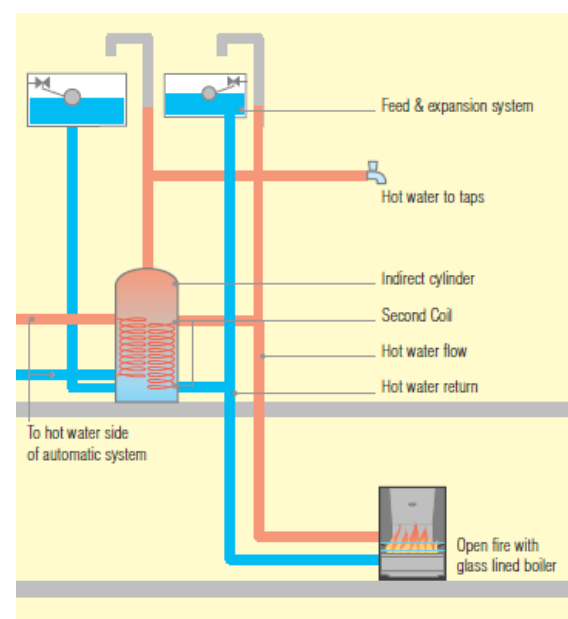 Feed & expansion system
Hot water to taps
Indirect cylinder
Second Coil
Hot water flow
Hot water return
To hot water side
of automatic system
Open fire with
glass lined boiler